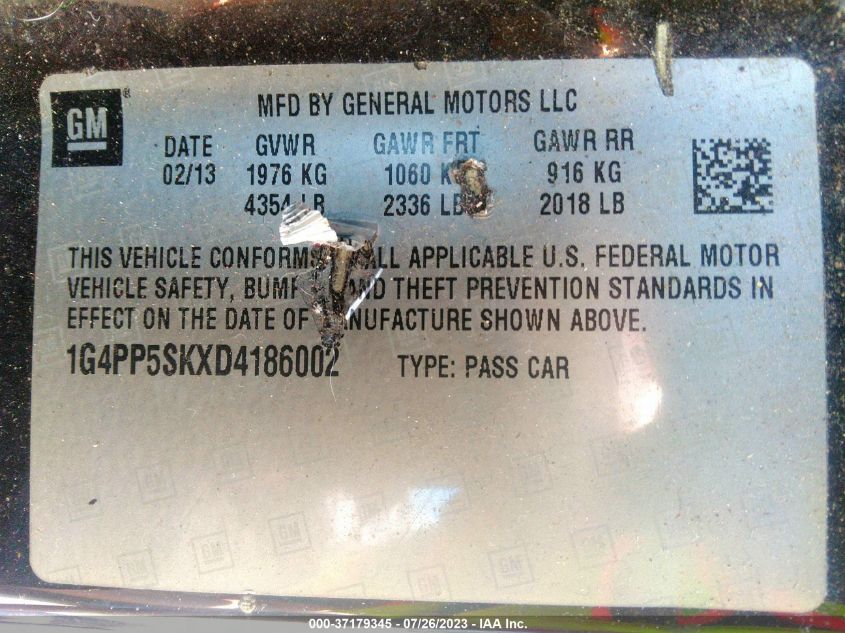 GM
MFD BY GENERAL MOTORS LLC
DATE GVWR GAWR FRT GAWR RR
02/13 1976 KG 1060 K 916 KG
4354 LB 2336 LB 2018 LB
THIS VEHICLE CONFORMS ALL APPLICABLE U.S. FEDERAL MOTOR
VEHICLE SAFETY, BUM AND THEFT PREVENTION STANDARDS IN
EFFECT ON THE DATE OF MANUFACTURE SHOWN ABOVE.
1G4PP5SKXD4186002 TYPE: PASS CAR
000-37179345 / 07/26/2023 - IAA Inc.